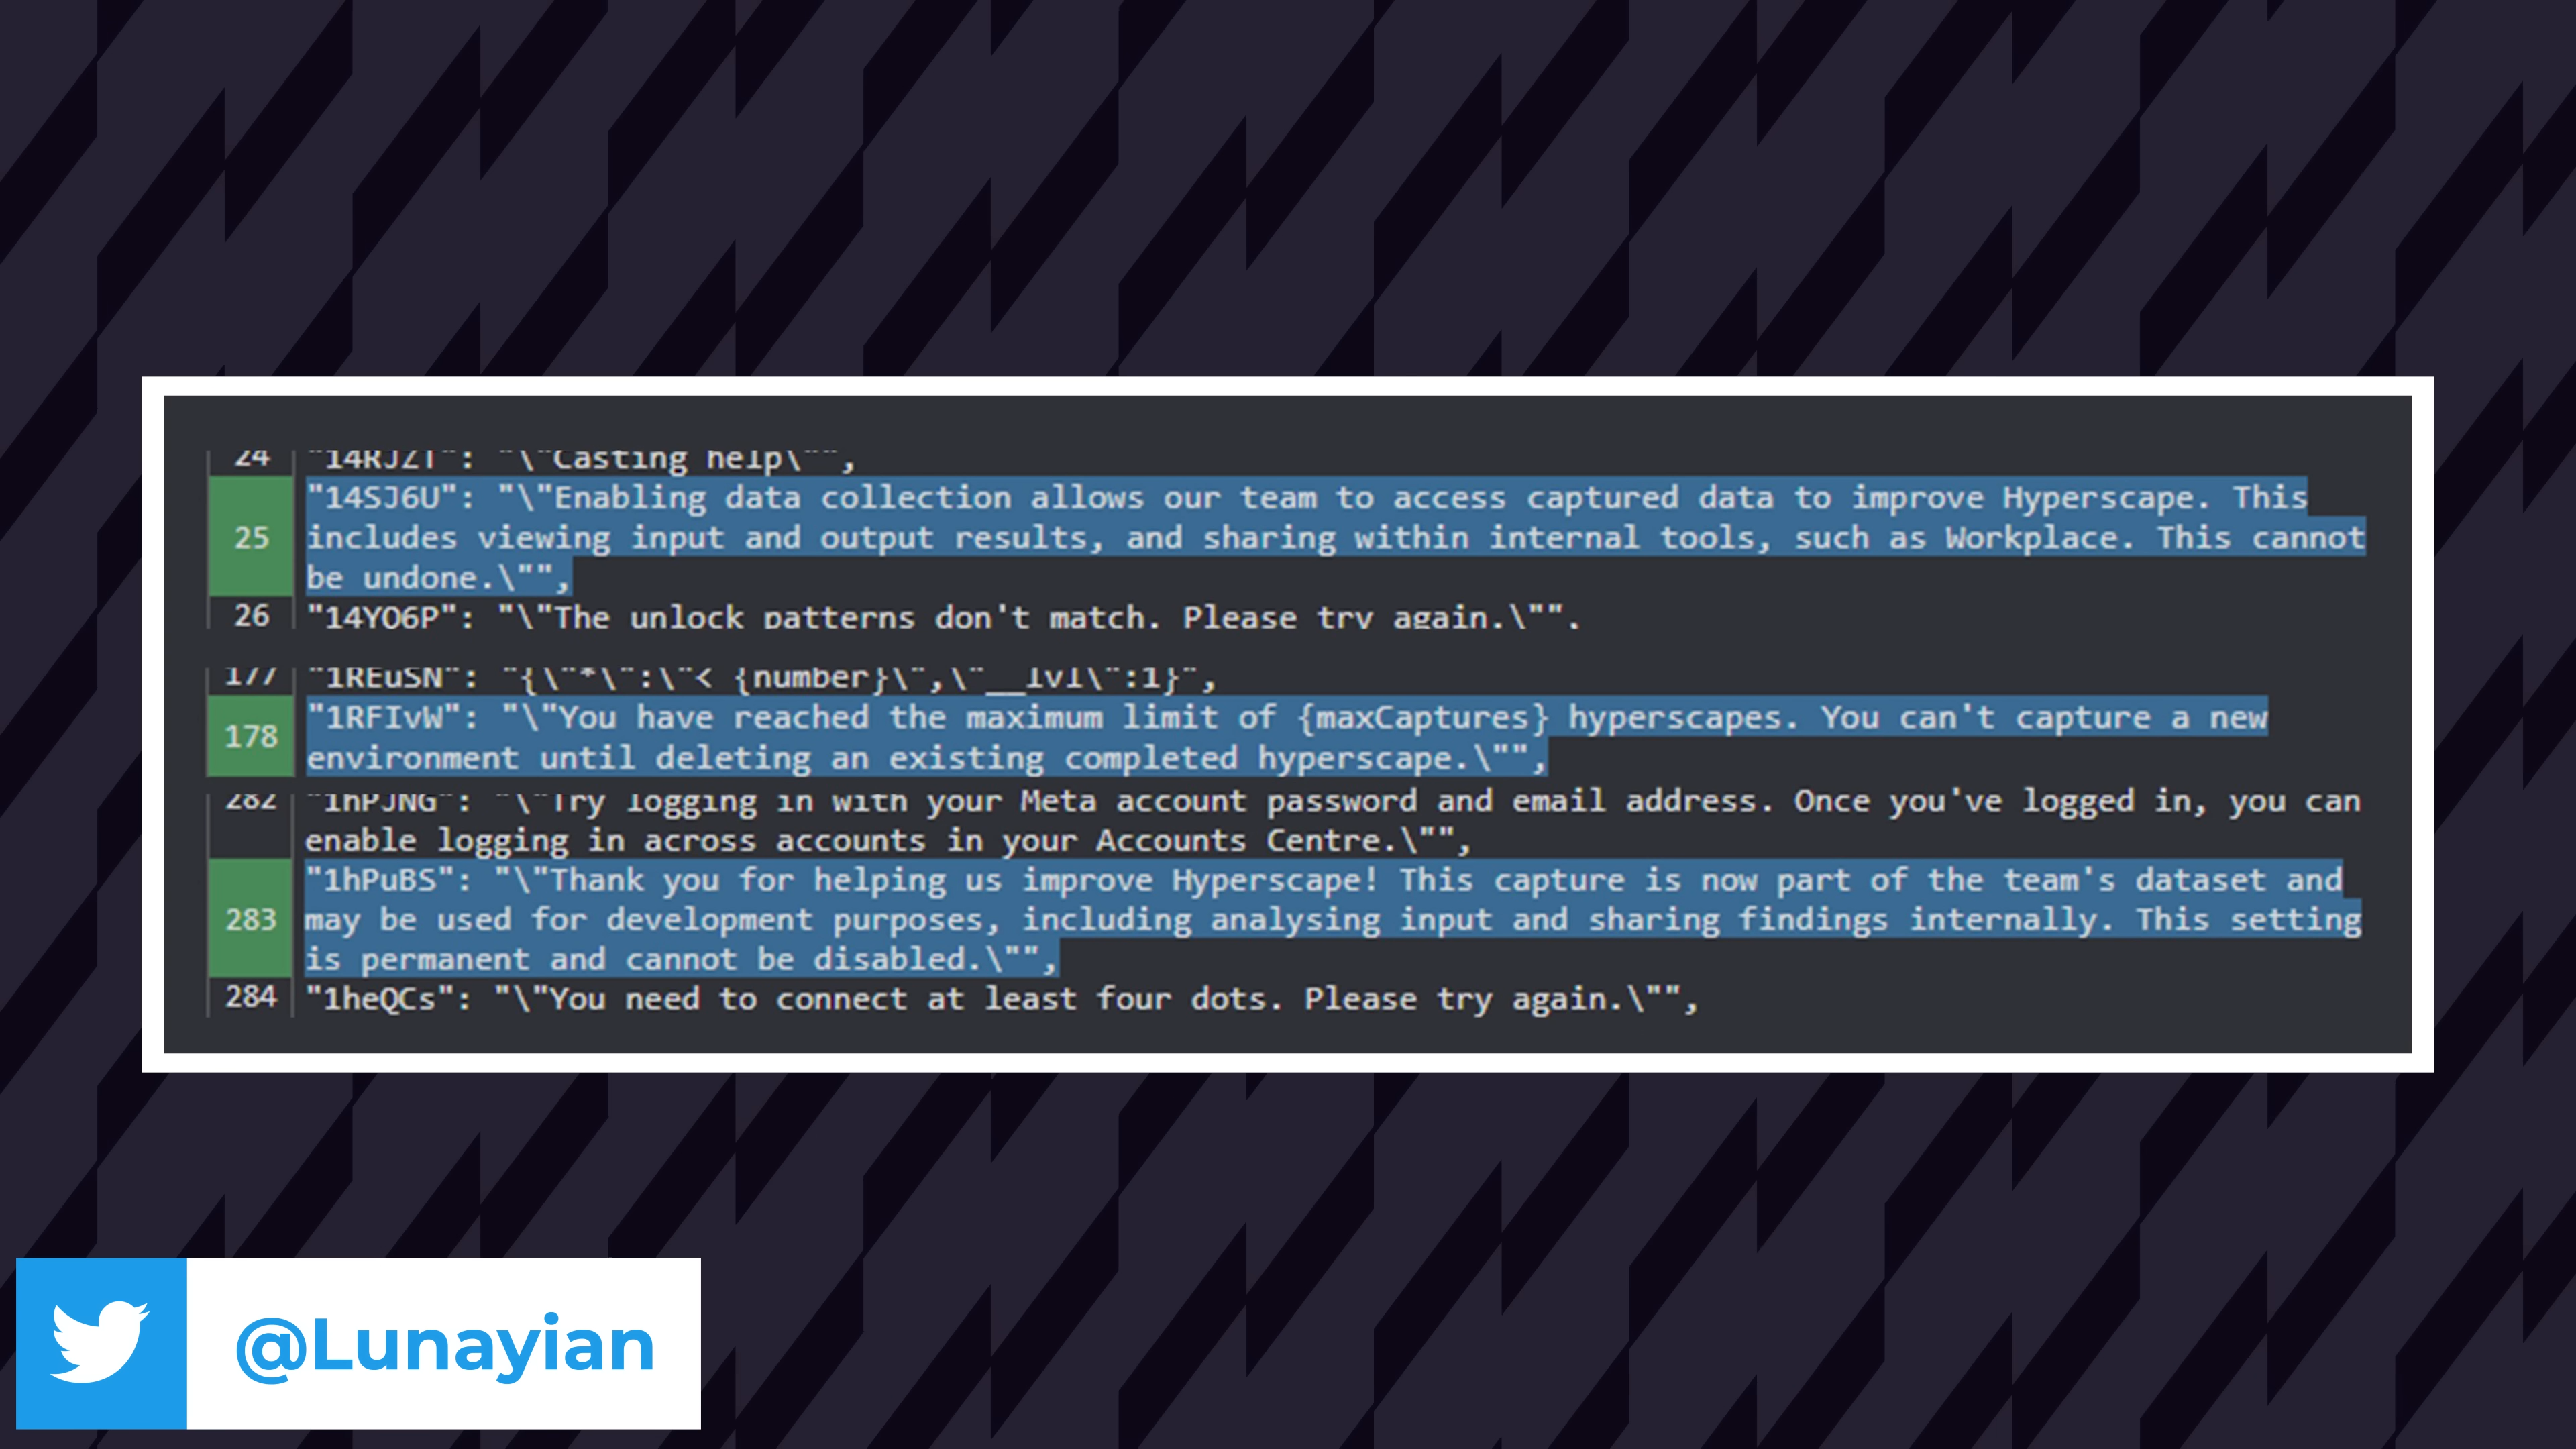 24 "14RJZT": "\"Casting help\"",
"14SJ6U": "\"Enabling data collection allows our team to access captured data to improve Hyperscape. This
25 includes viewing input and output results, and sharing within internal tools, such as Workplace. This cannot
be undone.\"",
26 "14YO6P": "\"The unlock patterns don't match. Please try again.\"",
177 "1REuSN": "{\"*\":\"< {number}\",\"__lvl\":1}",
"1RFIvW": "\"You have reached the maximum limit of {maxCaptures} hyperscapes. You can't capture a new
178 environment until deleting an existing completed hyperscape.\"",
282 "1hPJNG": "\"Try logging in with your Meta account password and email address. Once you've logged in, you can
enable logging in across accounts in your Accounts Centre.\"",
"1hPuBS": "\"Thank you for helping us improve Hyperscape! This capture is now part of the team's dataset and
283 may be used for development purposes, including analysing input and sharing findings internally. This setting
is permanent and cannot be disabled.\"",
284 "1heQCs": "\"You need to connect at least four dots. Please try again.\"",
@Lunayian